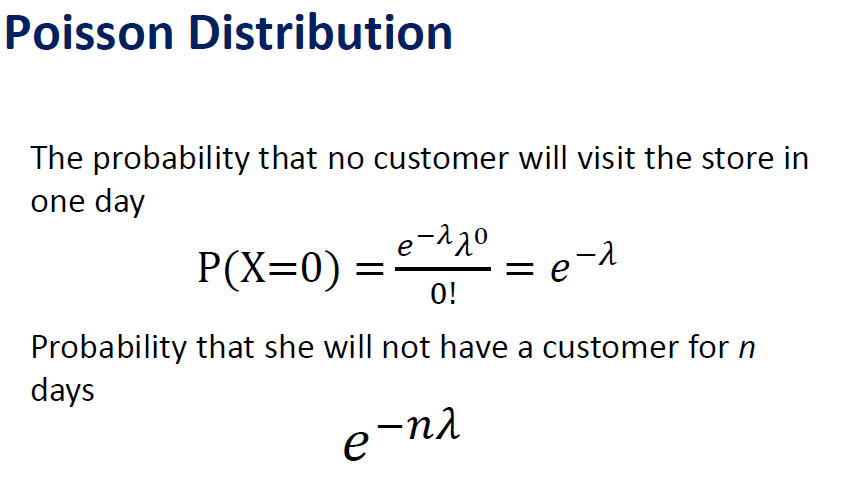 Poisson Distribution
The probability that no customer will visit the store in
one day
P(X=0) = \frac{e^{-λ}λ^{0}}{0!} = e^{-λ}
Probability that she will not have a customer for n
days
e^{-nλ}